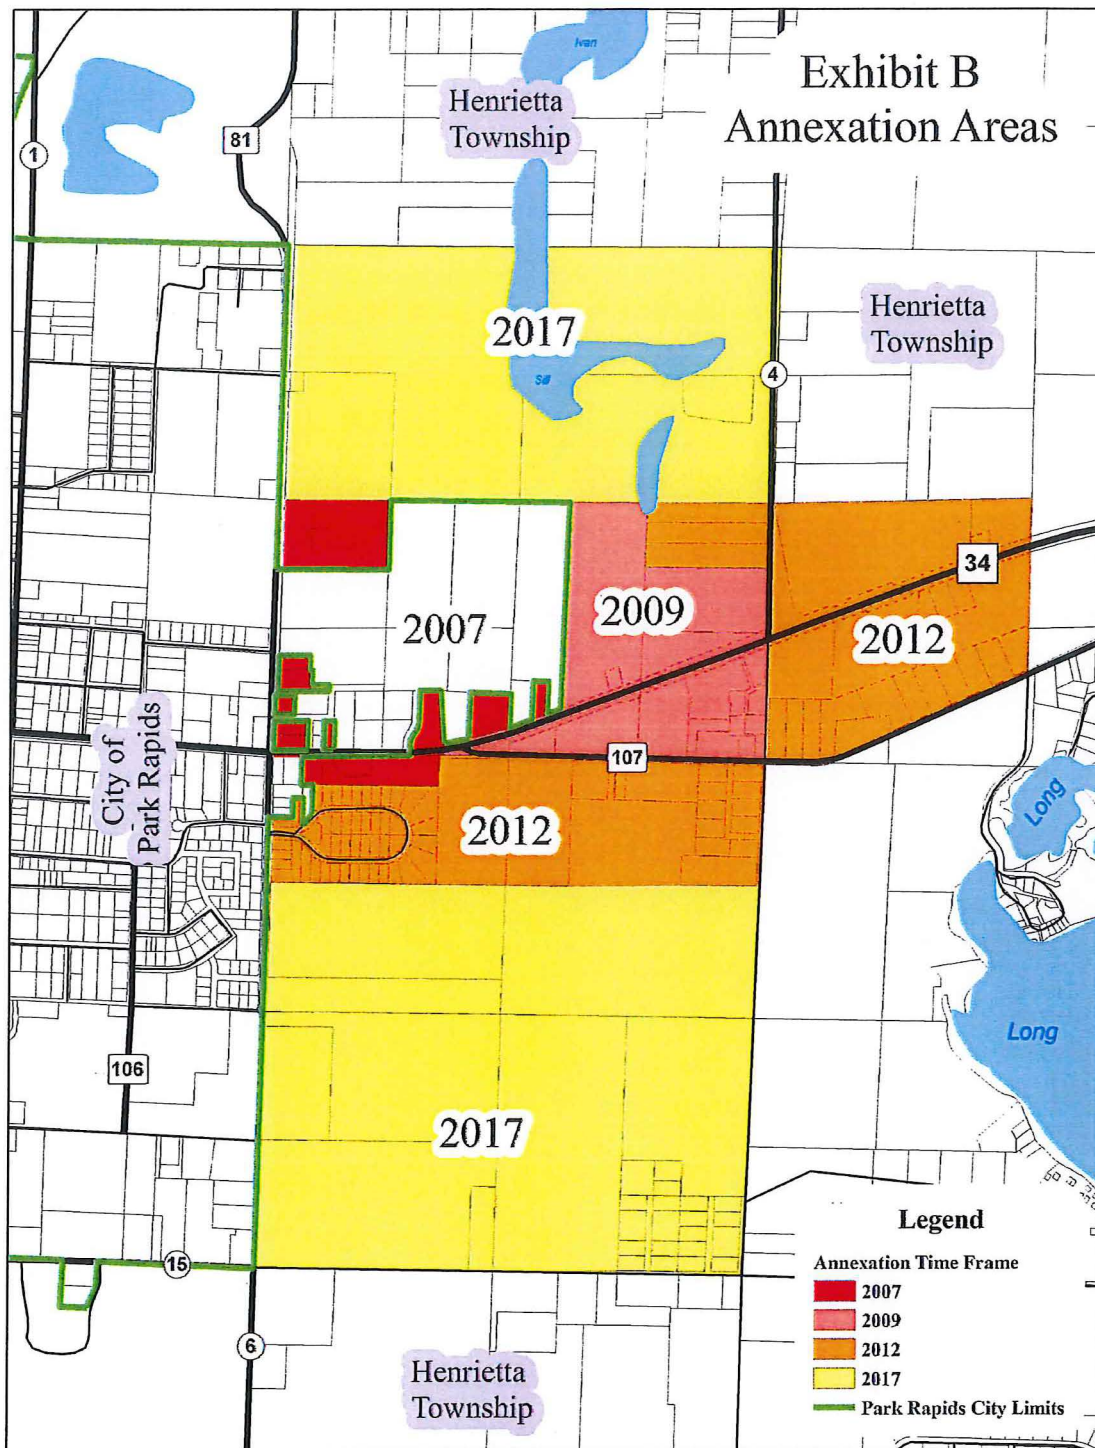 Exhibit B
Annexation Areas
Ivan
Henrietta
Township
81
1
Henrietta
Township
2017
Sill
4
34
2007
2009
2012
City of
Park Rapids
107
2012
Long
Long
106
2017
15
6
Henrietta
Township
Legend
Annexation Time Frame
2007
2009
2012
2017
Park Rapids City Limits